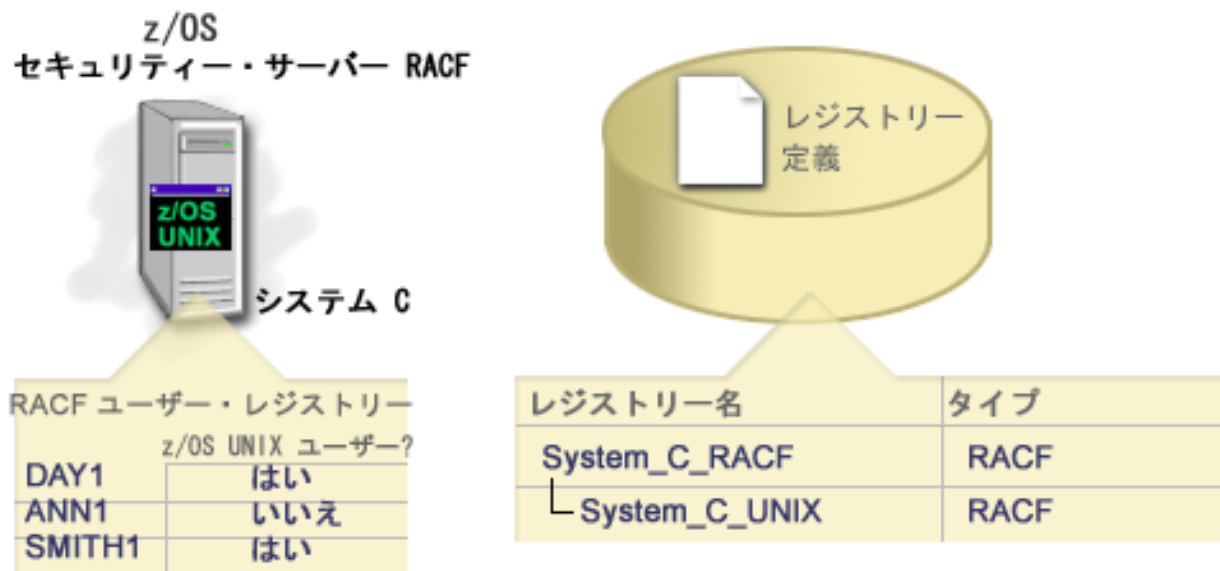 z/OS
セキュリティー・サーバー RACF
z/OS
UNIX
システム C
RACF ユーザー・レジストリー
z/OS UNIX ユーザー?
DAY1 はい
ANN1 いいえ
SMITH1 はい
レジストリー
定義
レジストリー名 タイプ
System_C_RACF RACF
System_C_UNIX RACF